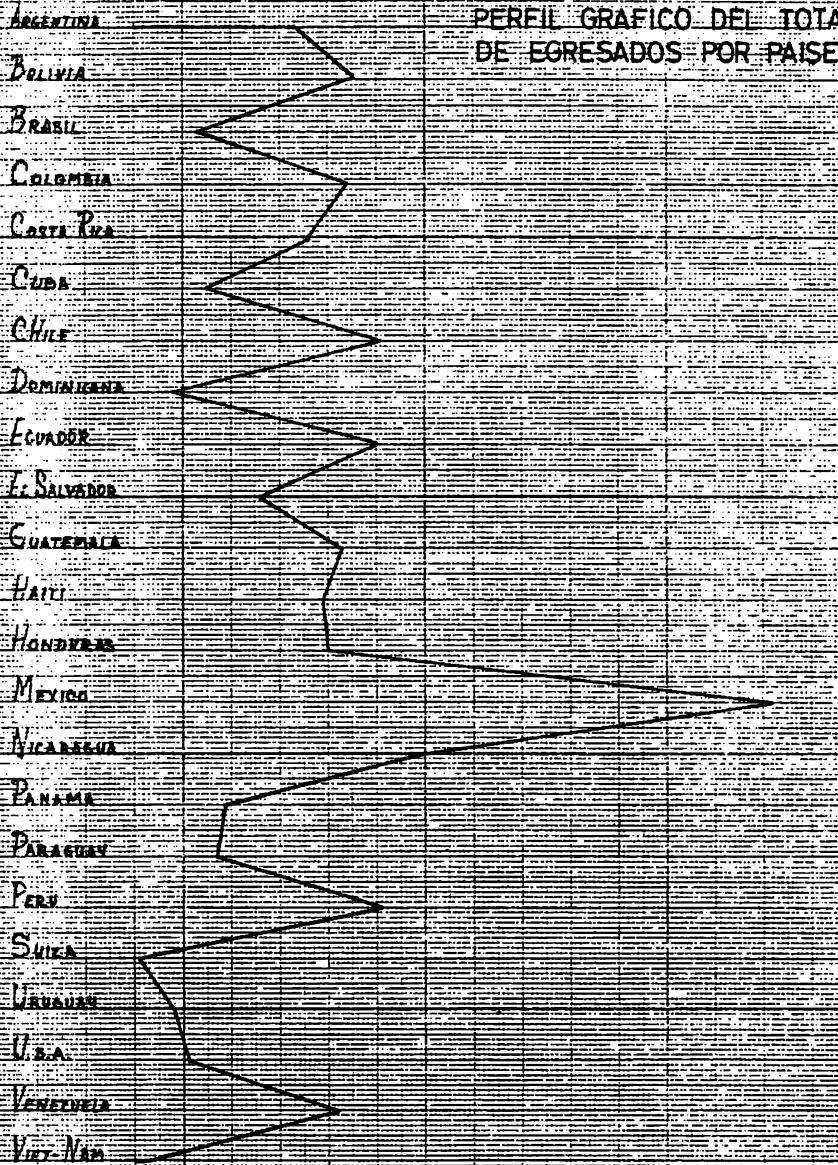 PERFIL GRAFICO DEL TOTA
DE EGRESADOS POR PAISE
ARGENTINA
BOLIVIA
BRASIL
COLOMBIA
COSTA RICA
CUBA
CHILE
DOMINICANA
ECUADOR
EL SALVADOR
GUATEMALA
HAITI
HONDURAS
MEXICO
NICARAGUA
PANAMA
PARAGUAY
PERU
SUIZA
URUGUAY
U.S.A.
VENEZUELA
VIET-NAM